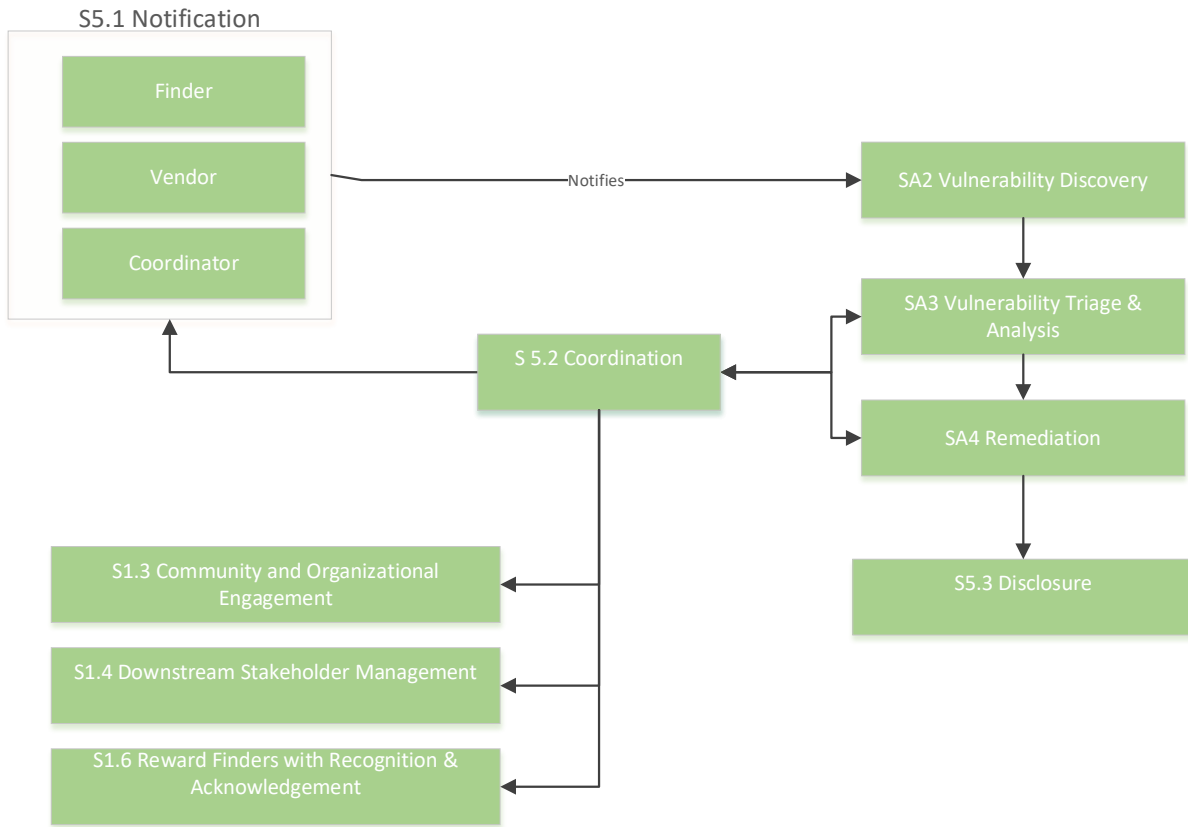 S5.1 Notification
Finder
Vendor
Coordinator
Notifies
SA2 Vulnerability Discovery
SA3 Vulnerability Triage &
Analysis
S 5.2 Coordination
SA4 Remediation
S1.3 Community and Organizational
Engagement
S5.3 Disclosure
S1.4 Downstream Stakeholder Management
S1.6 Reward Finders with Recognition &
Acknowledgement